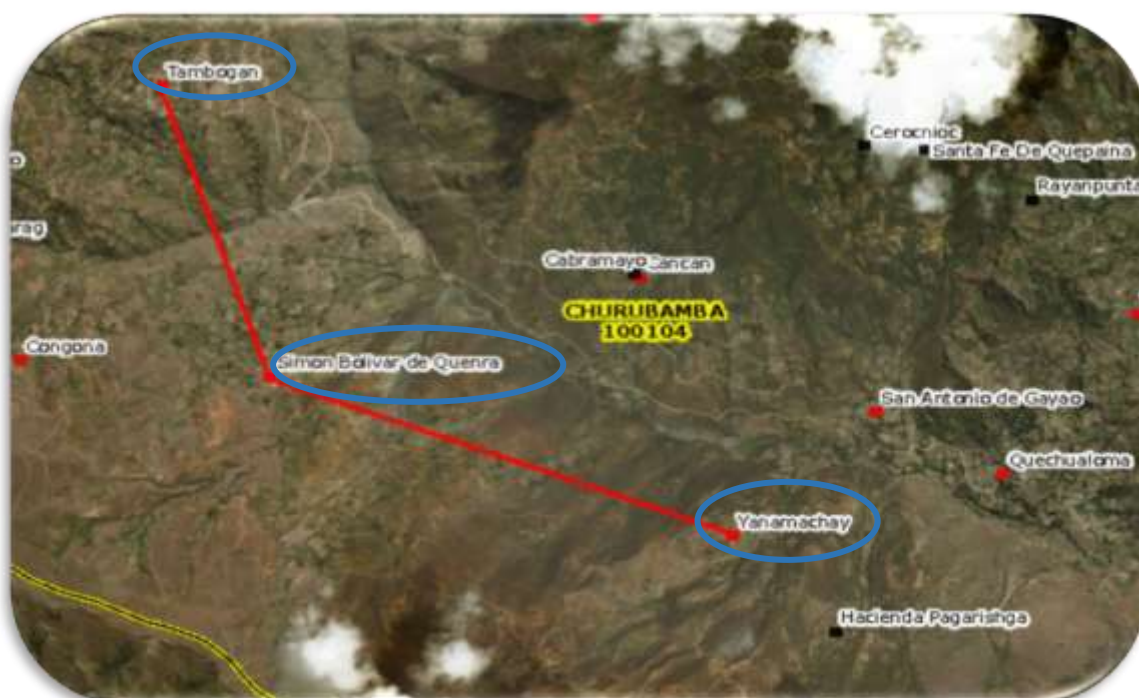 Tambogan
Cerocnioc
Santa Fe De Quepaina
Rayanpunta
arag
Cabramayo
Cancan
CHURUBAMBA
100104
Congona
Simon Bolivar de Quenra
San Antonio de Gayao
Quechualoma
Yanamachay
Hacienda Pagarishga